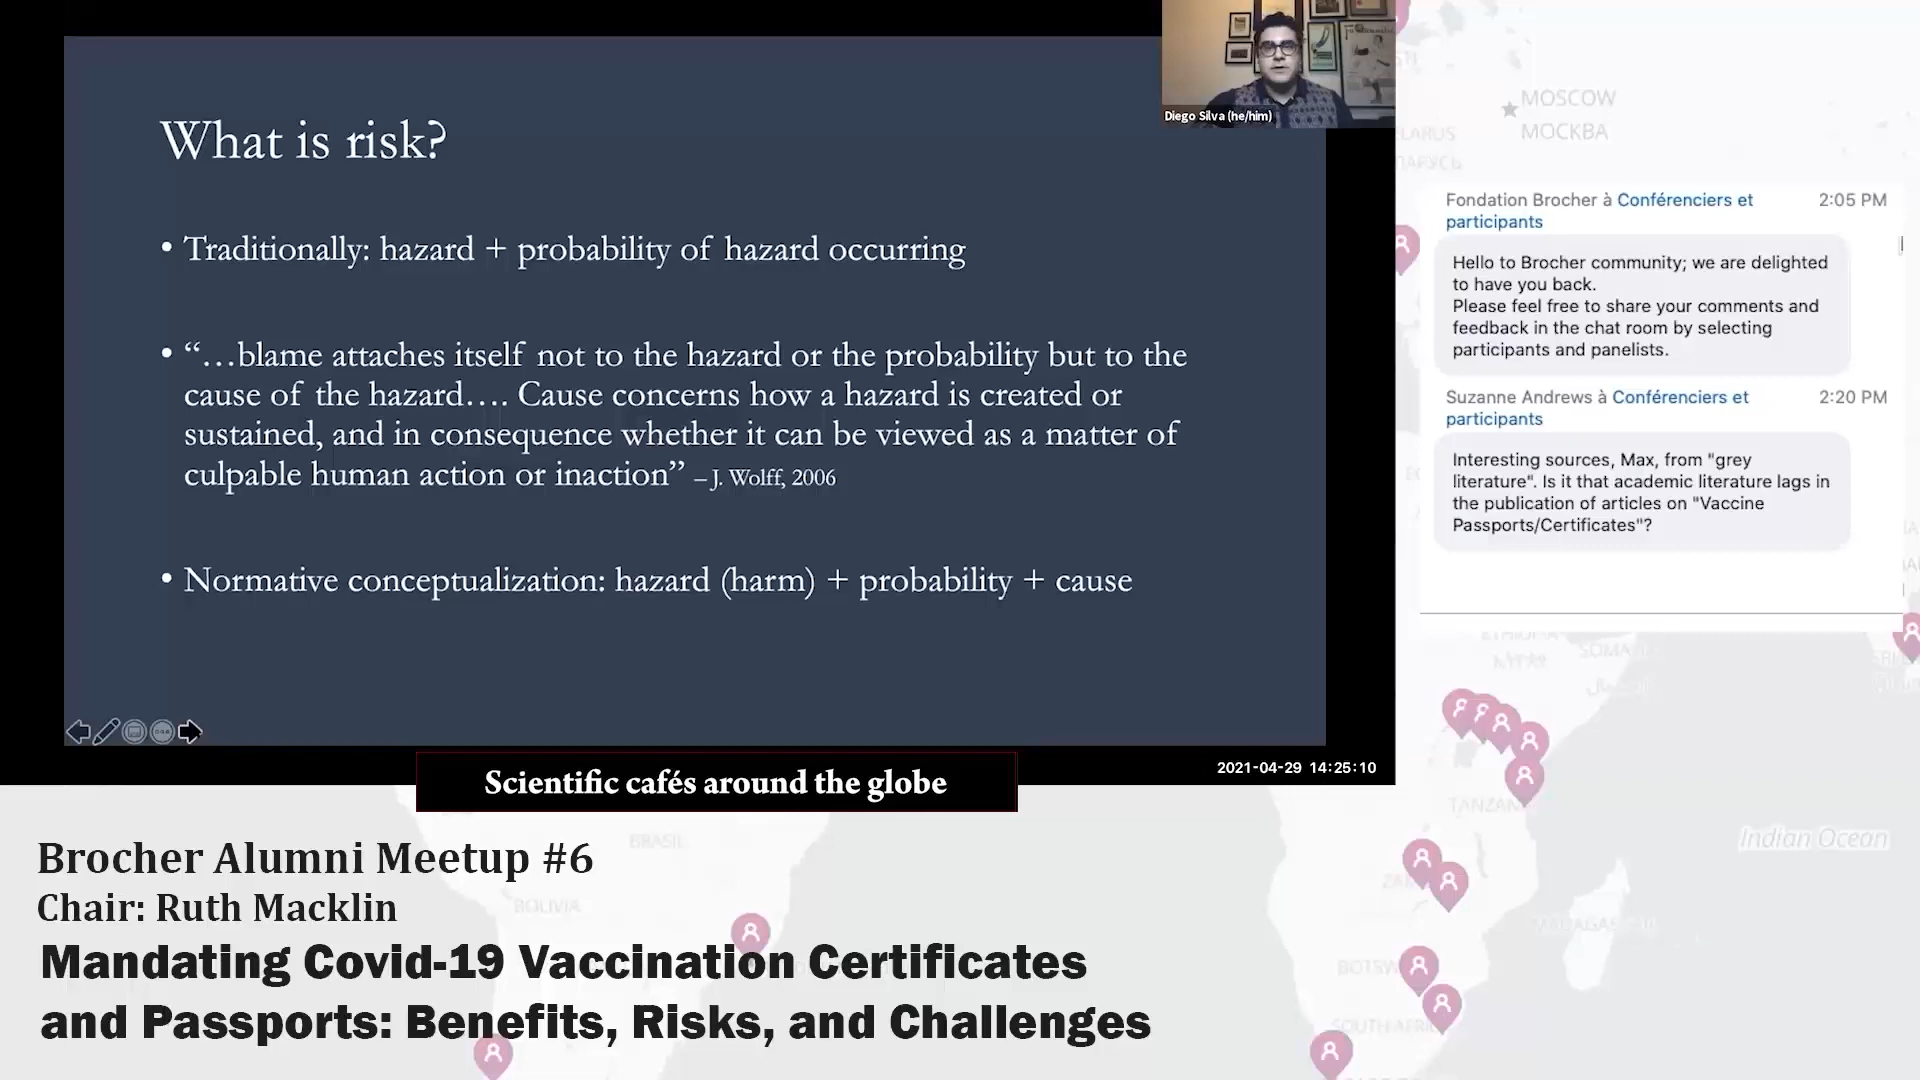 What is risk?
• Traditionally: hazard + probability of hazard occurring
• “…blame attaches itself not to the hazard or the probability but to the
cause of the hazard…. Cause concerns how a hazard is created or
sustained, and in consequence whether it can be viewed as a matter of
culpable human action or inaction” – J. Wolff, 2006
• Normative conceptualization: hazard (harm) + probability + cause
Diego Silva (he/him)
2021-04-29 14:25:10
Scientific cafés around the globe
Brocher Alumni Meetup #6
Chair: Ruth Macklin
Mandating Covid-19 Vaccination Certificates
and Passports: Benefits, Risks, and Challenges
MOSCOW
МОСКВА
Fondation Brocher à Conférenciers et
participants
2:05 PM
Hello to Brocher community; we are delighted
to have you back.
Please feel free to share your comments and
feedback in the chat room by selecting
participants and panelists.
Suzanne Andrews à Conférenciers et
participants
2:20 PM
Interesting sources, Max, from "grey
literature". Is it that academic literature lags in
the publication of articles on "Vaccine
Passports/Certificates"?
BRASIL
BOLIVIA
Indian Ocean